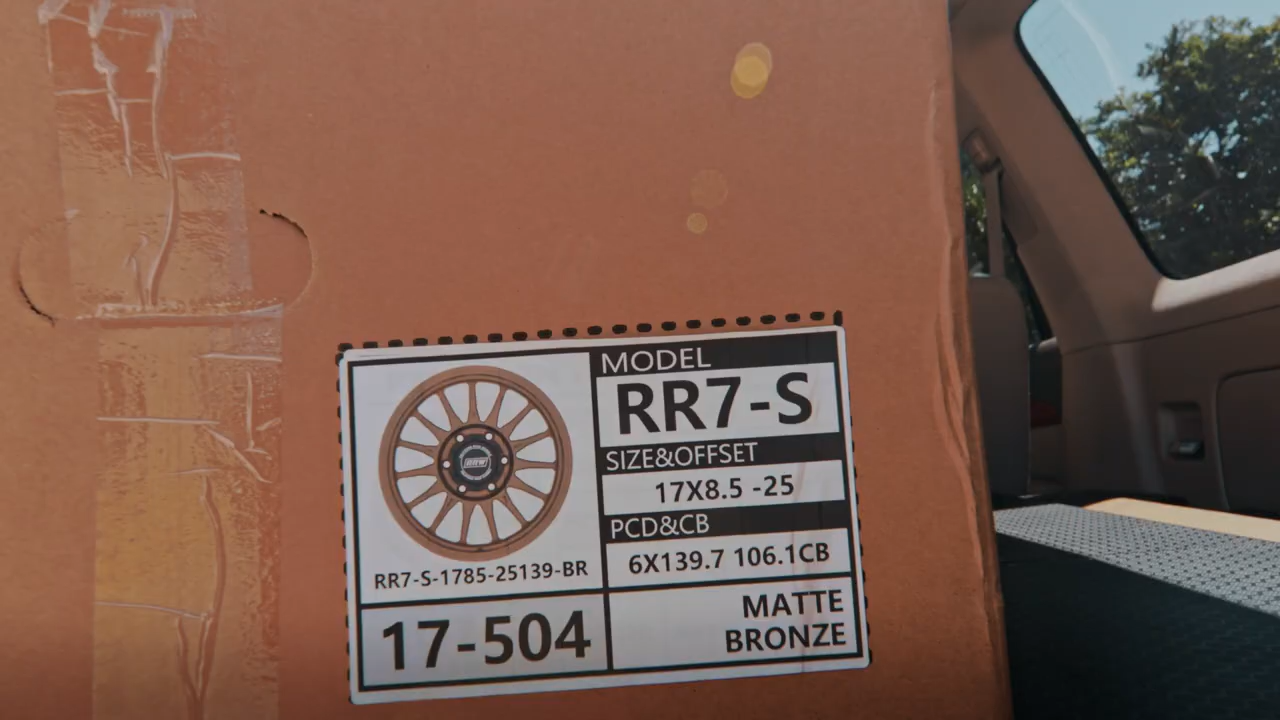 MODEL
RR7-S
SIZE&OFFSET
17X8.5 -25
PCD&CB
6X139.7 106.1CB
RRW
RR7-S-1785-25139-BR
17-504
MATTE
BRONZE